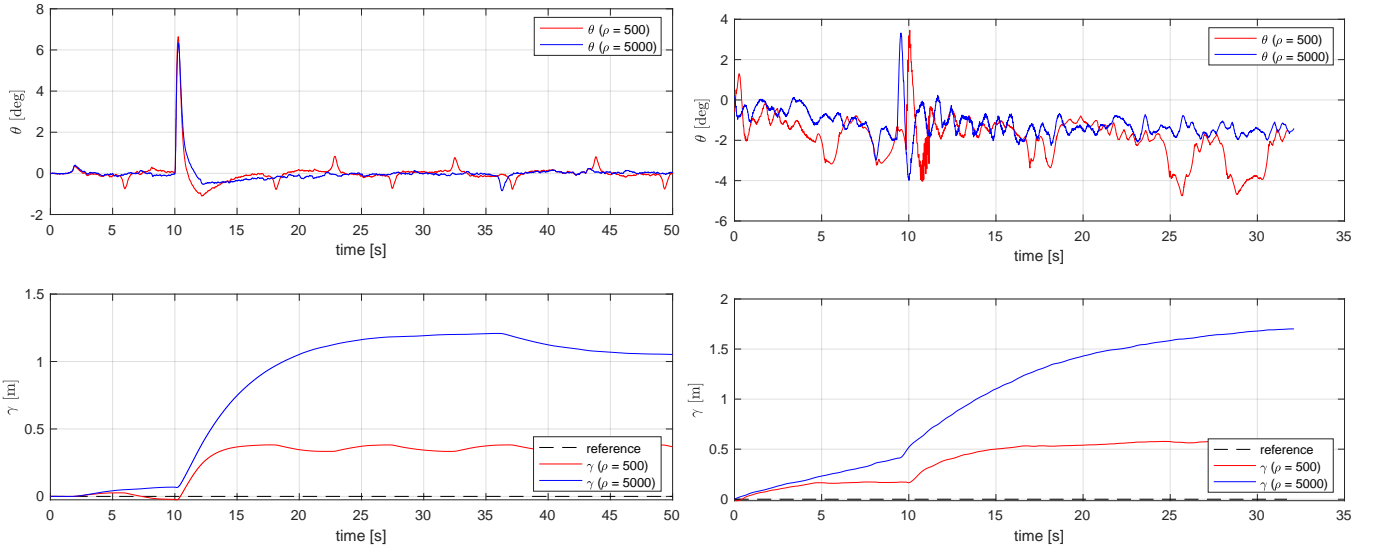 8
6
4
2
0
-2
θ [deg]
θ (ρ = 500)
θ (ρ = 5000)
0 5 10 15 20 25 30 35 40 45 50
time [s]
4
2
0
-2
-4
-6
θ [deg]
θ (ρ = 500)
θ (ρ = 5000)
0 5 10 15 20 25 30 35
time [s]
1.5
1
0.5
0
γ [m]
reference
γ (ρ = 500)
γ (ρ = 5000)
0 5 10 15 20 25 30 35 40 45 50
time [s]
2
1.5
1
0.5
0
γ [m]
reference
γ (ρ = 500)
γ (ρ = 5000)
0 5 10 15 20 25 30 35
time [s]